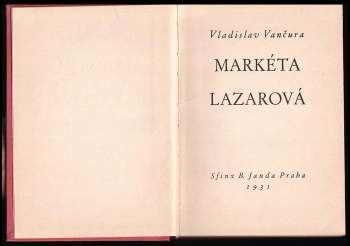 Vladislav Vančura
MARKÉTA
LAZAROVÁ
Sfinx B. Janda Praha
1931